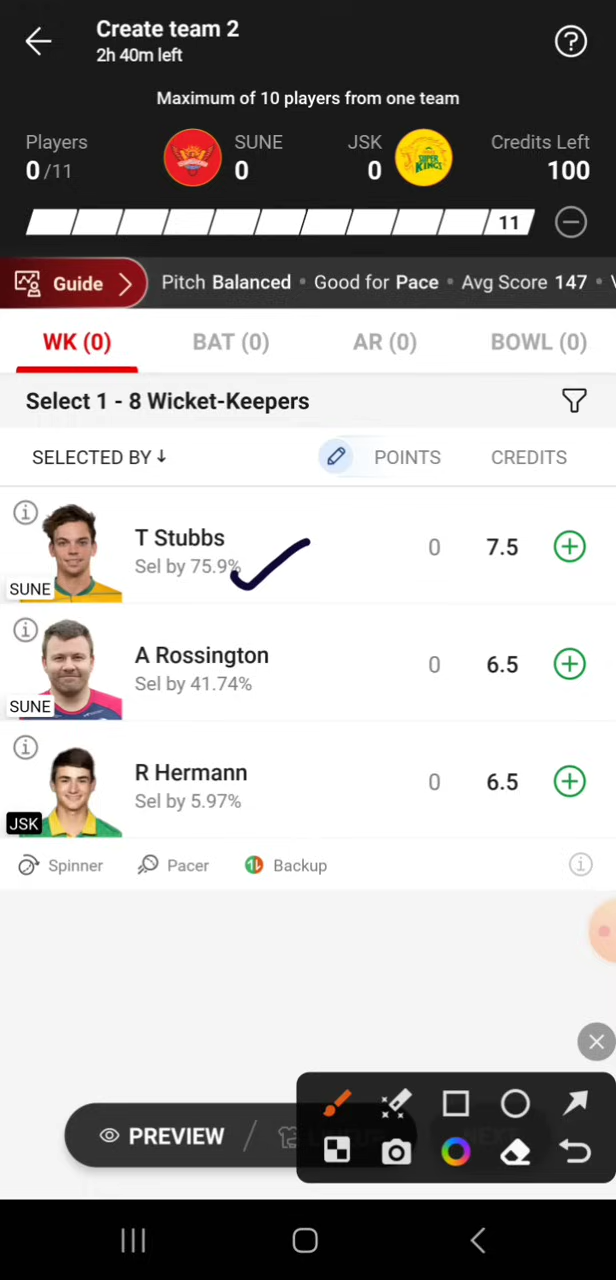 Create team 2
2h 40m left
Maximum of 10 players from one team
Players SUNE JSK Credits Left
0/11 0 0 100
SUPER KINGS
11
Guide Pitch Balanced • Good for Pace • Avg Score 147 •
WK (0) BAT (0) AR (0) BOWL (0)
Select 1 - 8 Wicket-Keepers
SELECTED BY ↓ POINTS CREDITS
T Stubbs 0 7.5
Sel by 75.9%
SUNE
A Rossington 0 6.5
Sel by 41.74%
SUNE
R Hermann 0 6.5
Sel by 5.97%
JSK
Spinner Pacer Backup
PREVIEW /